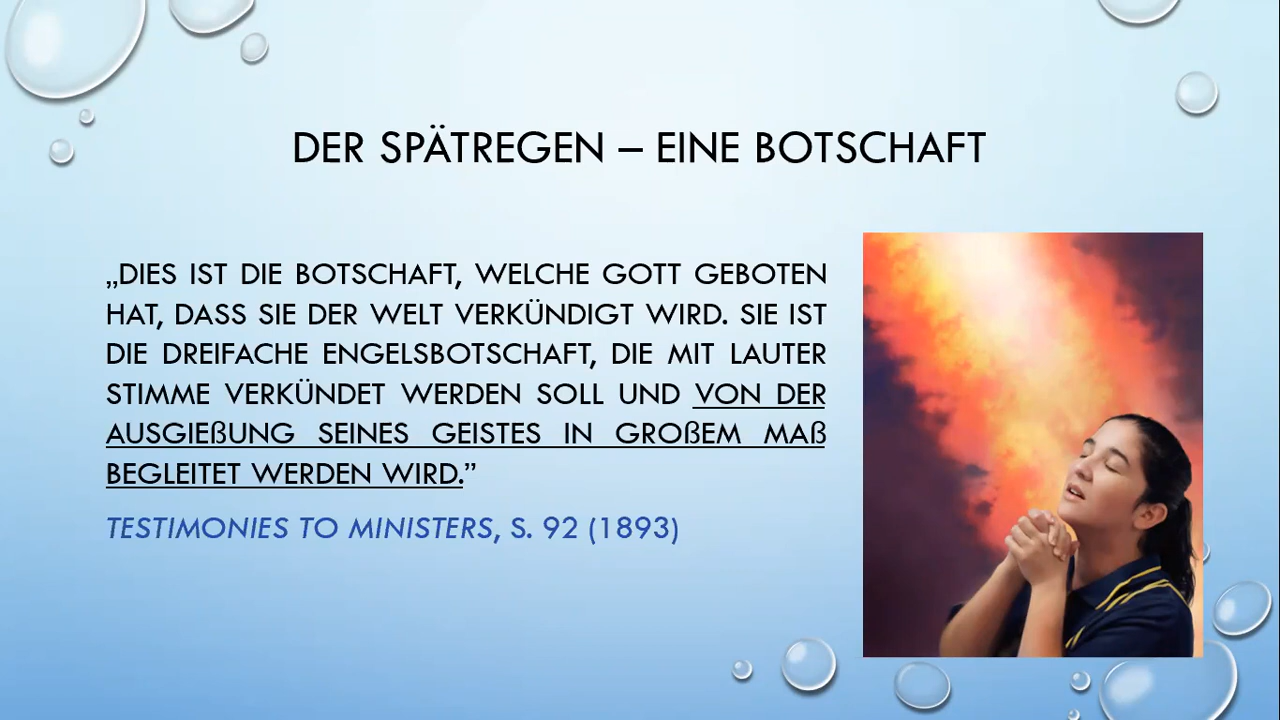 DER SPÄTREGEN – EINE BOTSCHAFT
„DIES IST DIE BOTSCHAFT, WELCHE GOTT GEBOTEN
HAT, DASS SIE DER WELT VERKÜNDIGT WIRD. SIE IST
DIE DREIFACHE ENGELSBOTSCHAFT, DIE MIT LAUTER
STIMME VERKÜNDET WERDEN SOLL UND VON DER
AUSGIEßUNG SEINES GEISTES IN GROßEM MAß
BEGLEITET WERDEN WIRD.”
TESTIMONIES TO MINISTERS, S. 92 (1893)